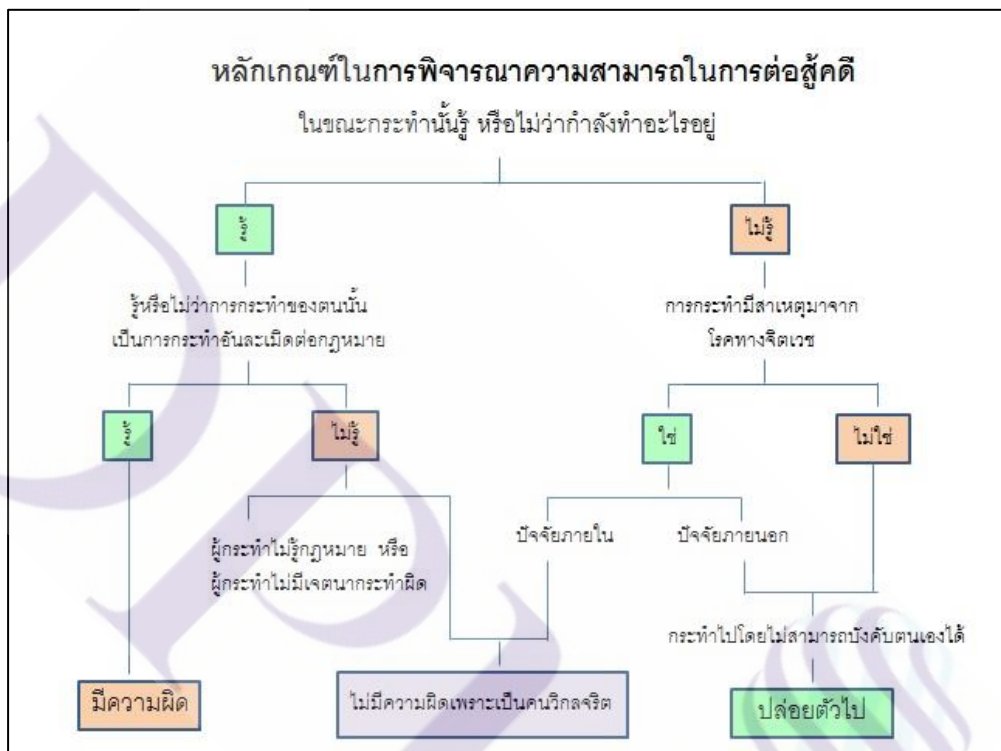 หลักเกณฑ์ในการพิจารณาความสามารถในการต่อสู้คดี
ในขณะกระทำนั้นรู้ หรือไม่ว่ากำลังทำอะไรอยู่
รู้
ไม่รู้
รู้หรือไม่ว่าการกระทำของตนนั้น
เป็นการกระทำอันละเมิดต่อกฎหมาย
การกระทำมีสาเหตุมาจาก
โรคทางจิตเวช
รู้
ไม่รู้
ใช่
ไม่ใช่
ผู้กระทำไม่รู้กฎหมาย หรือ
ผู้กระทำไม่มีเจตนากระทำผิด
ปัจจัยภายใน
ปัจจัยภายนอก
กระทำไปโดยไม่สามารถบังคับตนเองได้
มีความผิด
ไม่มีความผิดเพราะเป็นคนวิกลจริต
ปล่อยตัวไป